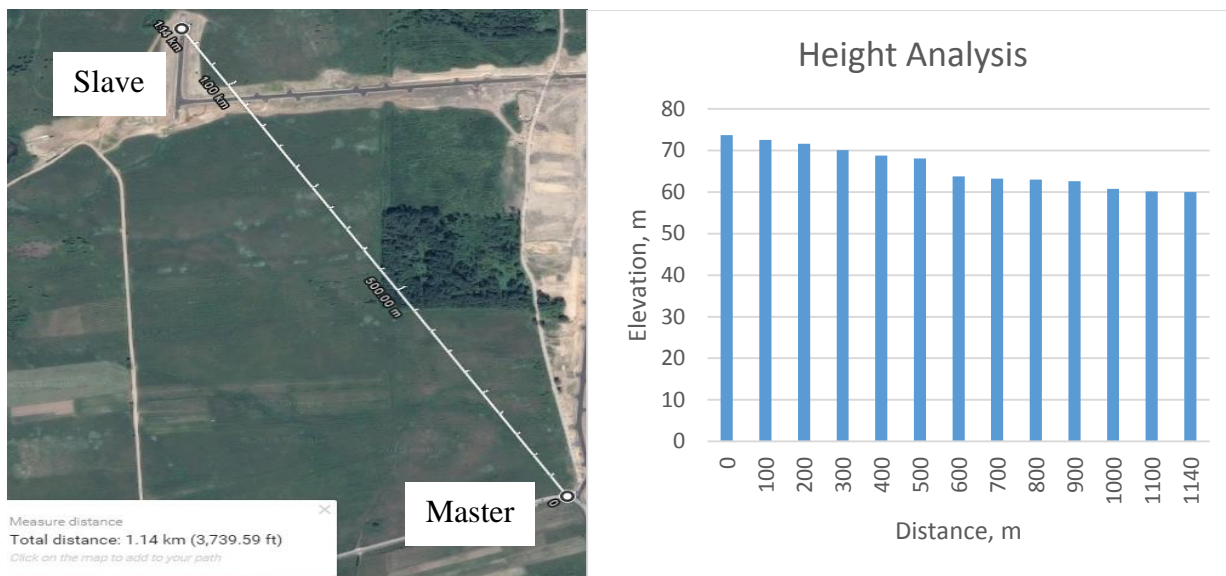 1.14 km
Slave
1.00 km
500.00 m
0
Master
Measure distance
Total distance: 1.14 km (3,739.59 ft)
Click on the map to add to your path
Height Analysis
Elevation, m
80
70
60
50
40
30
20
10
0
0
100
200
300
400
500
600
700
800
900
1000
1100
1140
Distance, m